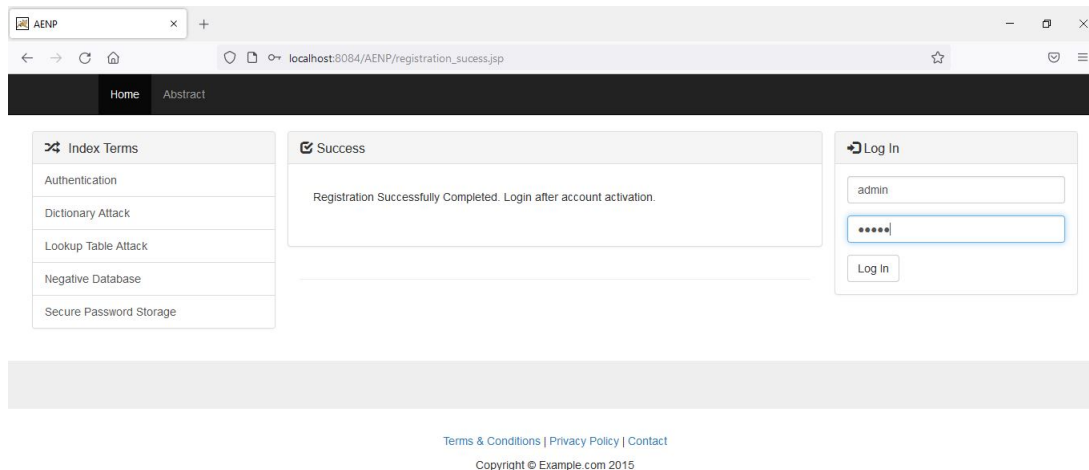 AENP
localhost:8084/AENP/registration_sucess.jsp
Home Abstract
Index Terms
Authentication
Dictionary Attack
Lookup Table Attack
Negative Database
Secure Password Storage
Success
Registration Successfully Completed. Login after account activation.
Log In
admin
•••••
Log In
Terms & Conditions | Privacy Policy | Contact
Copyright © Example.com 2015